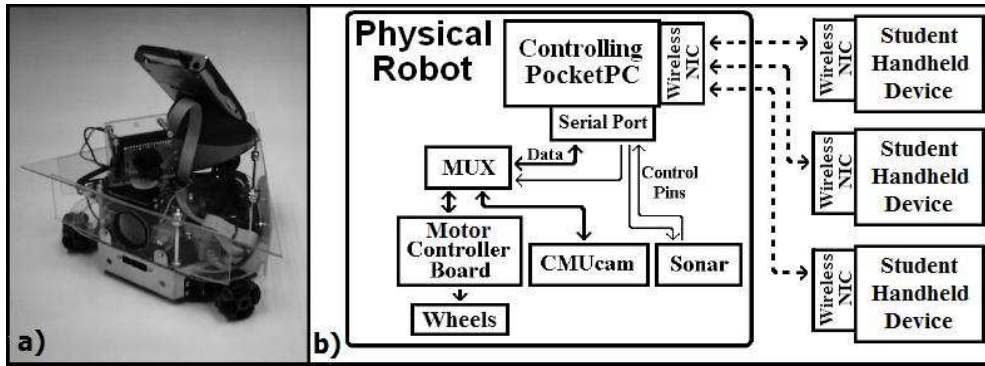 a)
b)
Physical
Robot
Controlling
PocketPC
Wireless
NIC
Serial Port
Data
Control
Pins
MUX
Motor
Controller
Board
CMUcam
Sonar
Wheels
Wireless
NIC
Student
Handheld
Device
Wireless
NIC
Student
Handheld
Device
Wireless
NIC
Student
Handheld
Device